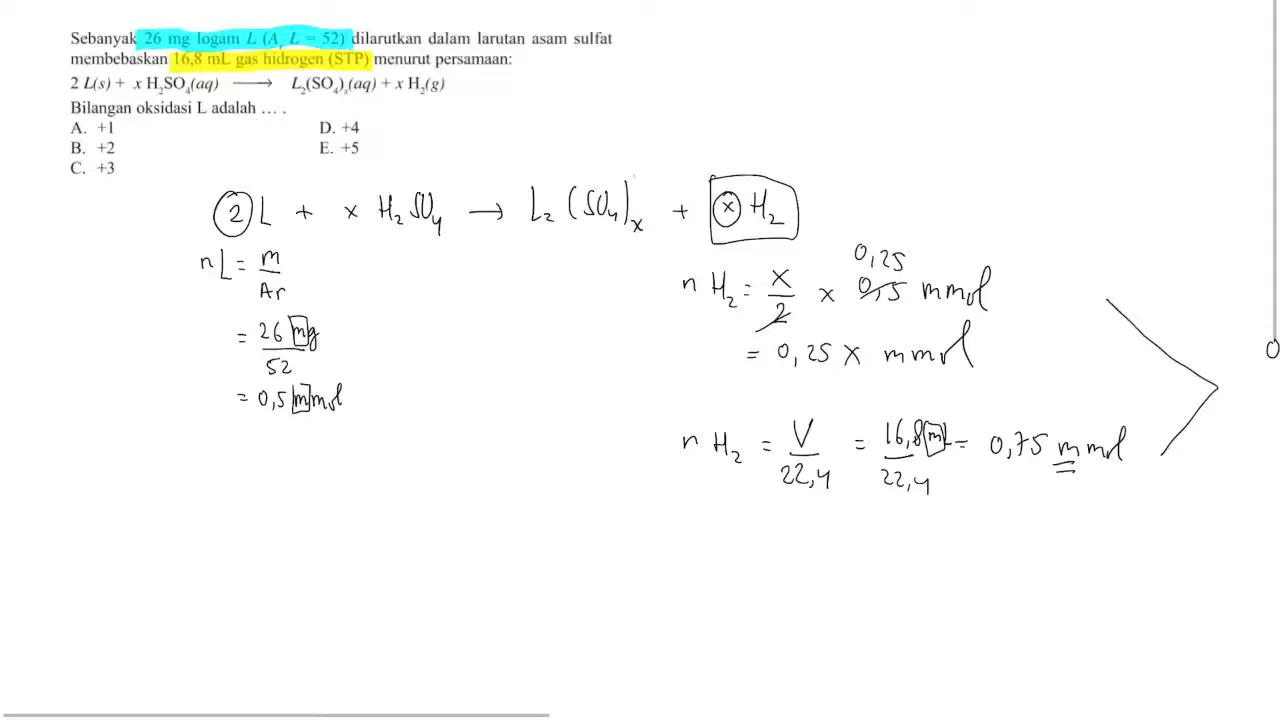 Sebanyak 26 mg logam L (Ar L = 52) dilarutkan dalam larutan asam sulfat
membebaskan 16,8 mL gas hidrogen (STP) menurut persamaan:
2 L(s) + x H₂SO₄(aq) ⟶ L₂(SO₄)ₓ(aq) + x H₂(g)
Bilangan oksidasi L adalah … .
A. +1 D. +4
B. +2 E. +5
C. +3
2 L + x H₂SO₄ → L₂(SO₄)ₓ + x H₂
n L = m/Ar
= 26 mg/52
= 0,5 mmol
0,25
n H₂ = x/2 × 0,5 mmol
= 0,25 x mmol
n H₂ = V/22,4 = 16,8 mL/22,4 = 0,75 mmol
0